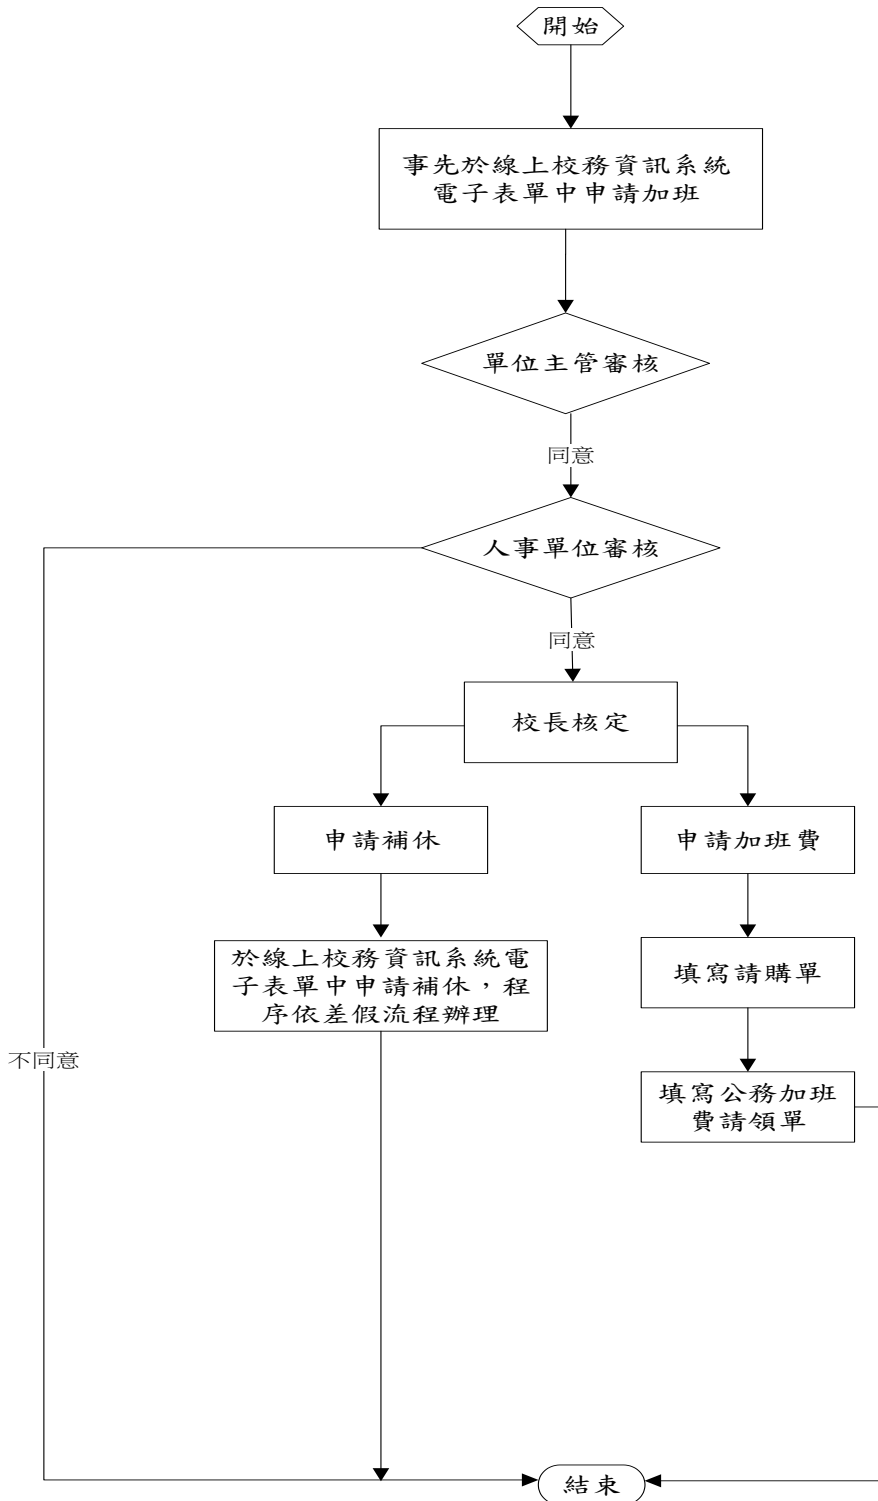 開始
事先於線上校務資訊系統
電子表單中申請加班
單位主管審核
同意
人事單位審核
同意
校長核定
申請補休
申請加班費
於線上校務資訊系統電
子表單中申請補休，程
序依差假流程辦理
填寫請購單
不同意
填寫公務加班
費請領單
結束